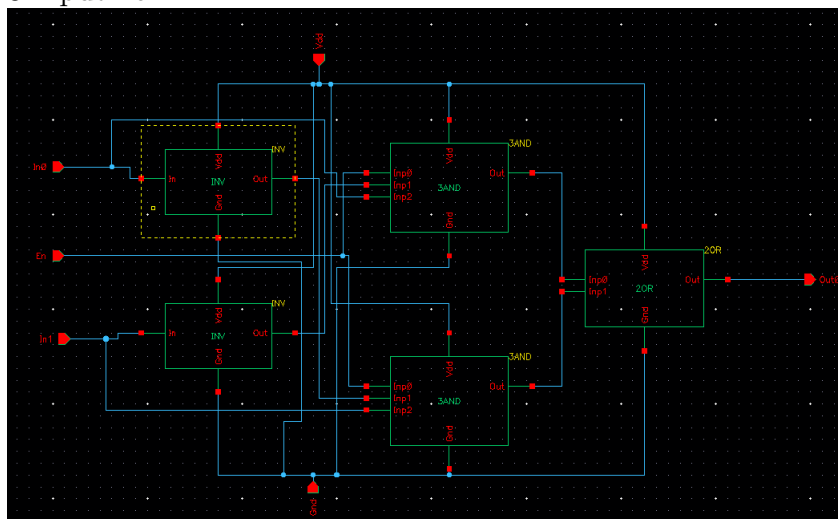 Vdd
In0
INV
In
Vdd
INV
Out
Gnd
3AND
Vdd
Inp0
Inp1
Inp2
3AND
Out
Gnd
En
2OR
Vdd
Inp0
Inp1
2OR
Out
Gnd
In1
INV
In
Vdd
INV
Out
Gnd
3AND
Vdd
Inp0
Inp1
Inp2
3AND
Out
Gnd
Gnd